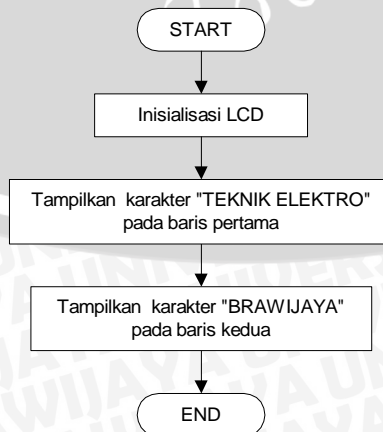 START
Inisialisasi LCD
Tampilkan karakter "TEKNIK ELEKTRO"
pada baris pertama
Tampilkan karakter "BRAWIJAYA"
pada baris kedua
END